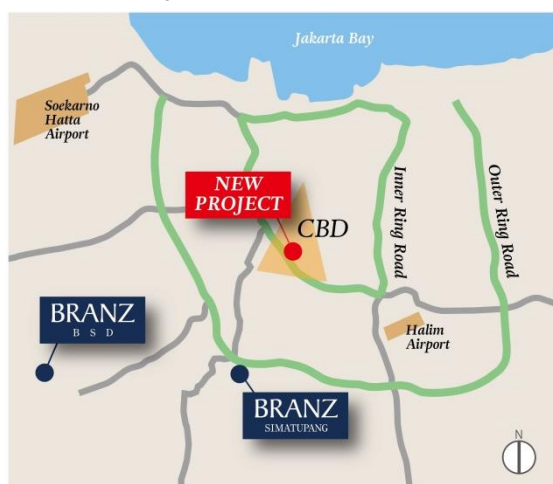 Jakarta Bay
Soekarno
Hatta
Airport
NEW
PROJECT
CBD
Inner Ring Road
Outer Ring Road
BRANZ
BSD
Halim
Airport
BRANZ
SIMATUPANG
N